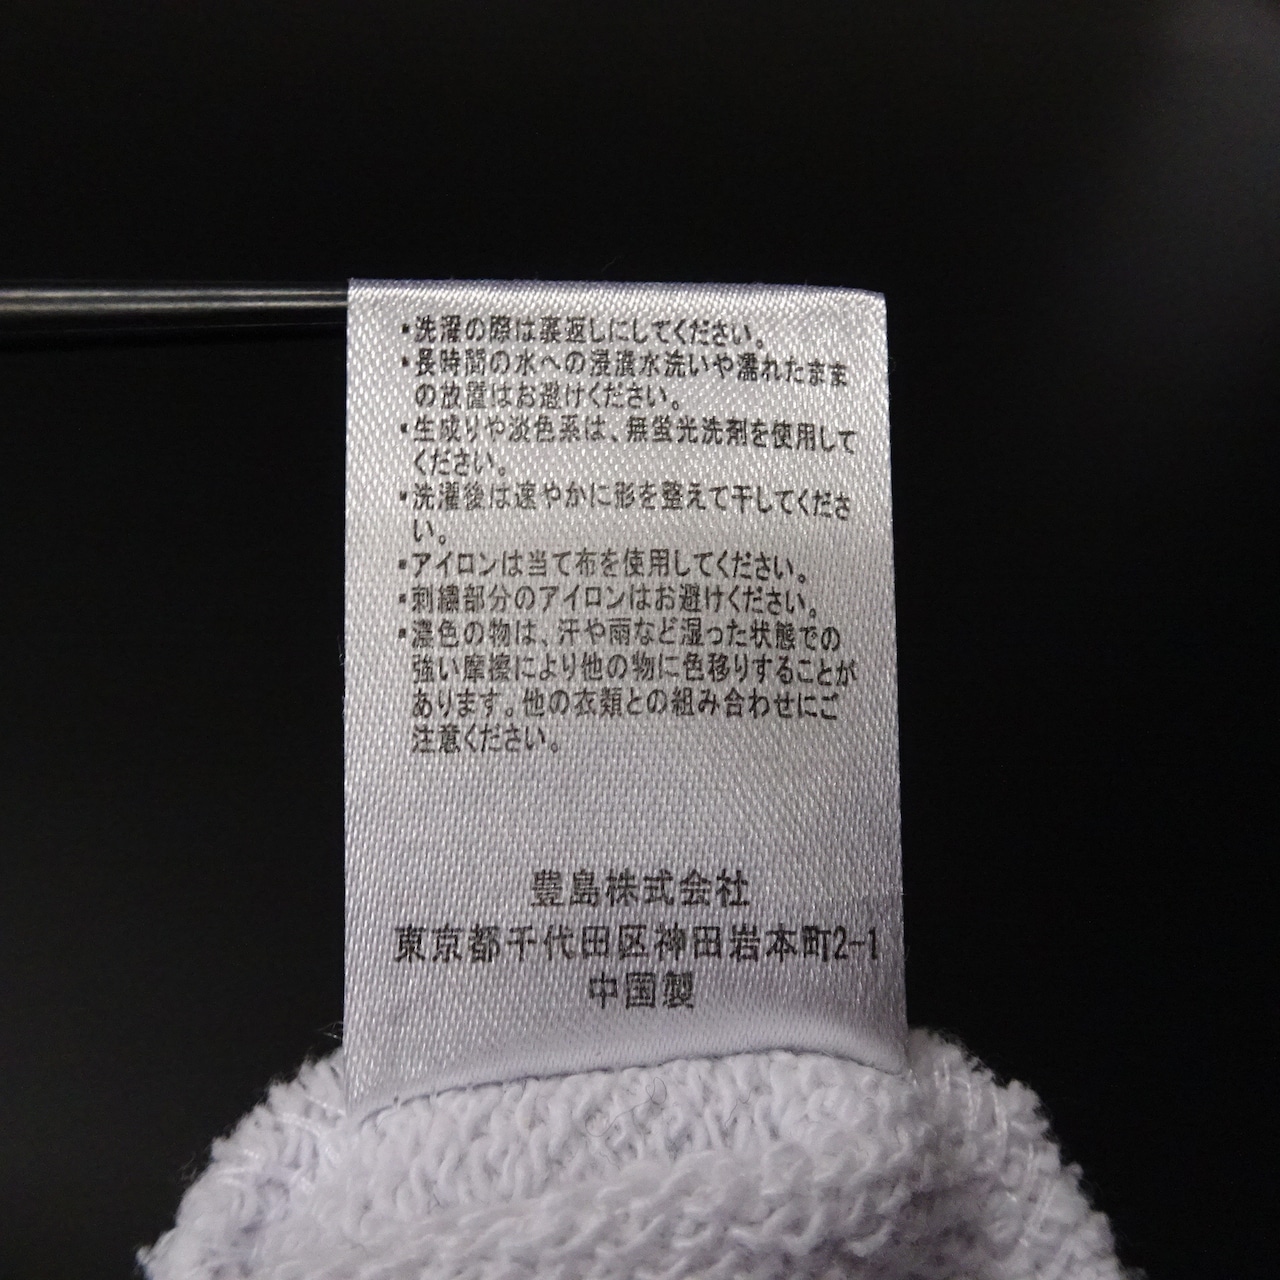 ・洗濯の際は裏返しにしてください。
・長時間の水への浸漬水洗いや濡れたまま
の放置はお避けください。
・生成りや淡色系は、無蛍光洗剤を使用して
ください。
・洗濯後は速やかに形を整えて干してくださ
い。
・アイロンは当て布を使用してください。
・刺繍部分のアイロンはお避けください。
・濃色の物は、汗や雨など湿った状態での
強い摩擦により他の物に色移りすることが
あります。他の衣類との組み合わせにご
注意ください。
豊島株式会社
東京都千代田区神田岩本町2-1
中国製